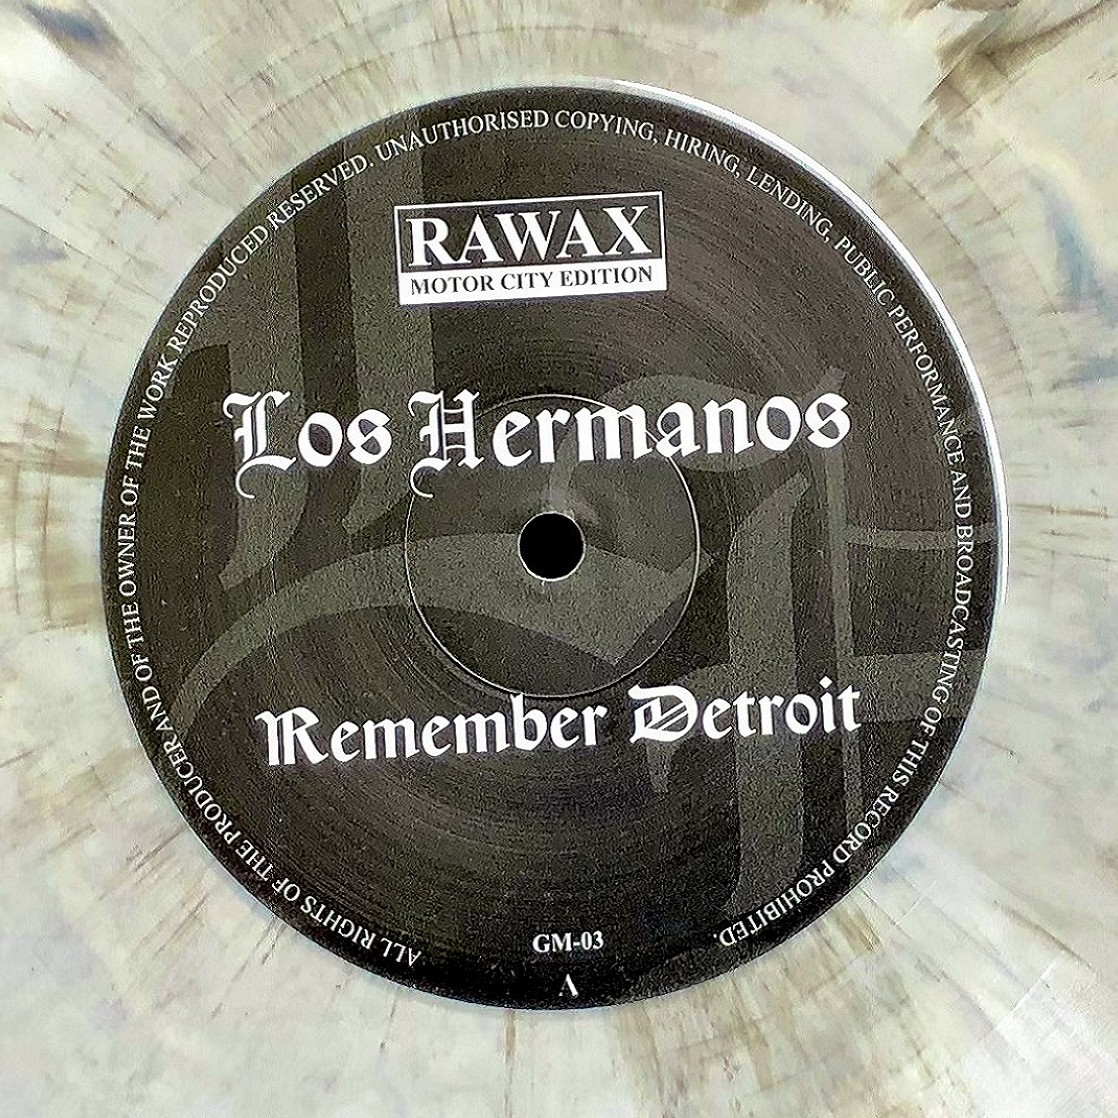 RAWAX
MOTOR CITY EDITION
Los Hermanos
Remember Detroit
GM-03
ALL RIGHTS OF THE PRODUCER AND OF THE OWNER OF THE WORK REPRODUCED RESERVED. UNAUTHORISED COPYING, HIRING, LENDING, PUBLIC PERFORMANCE AND BROADCASTING OF THIS RECORD PROHIBITED.